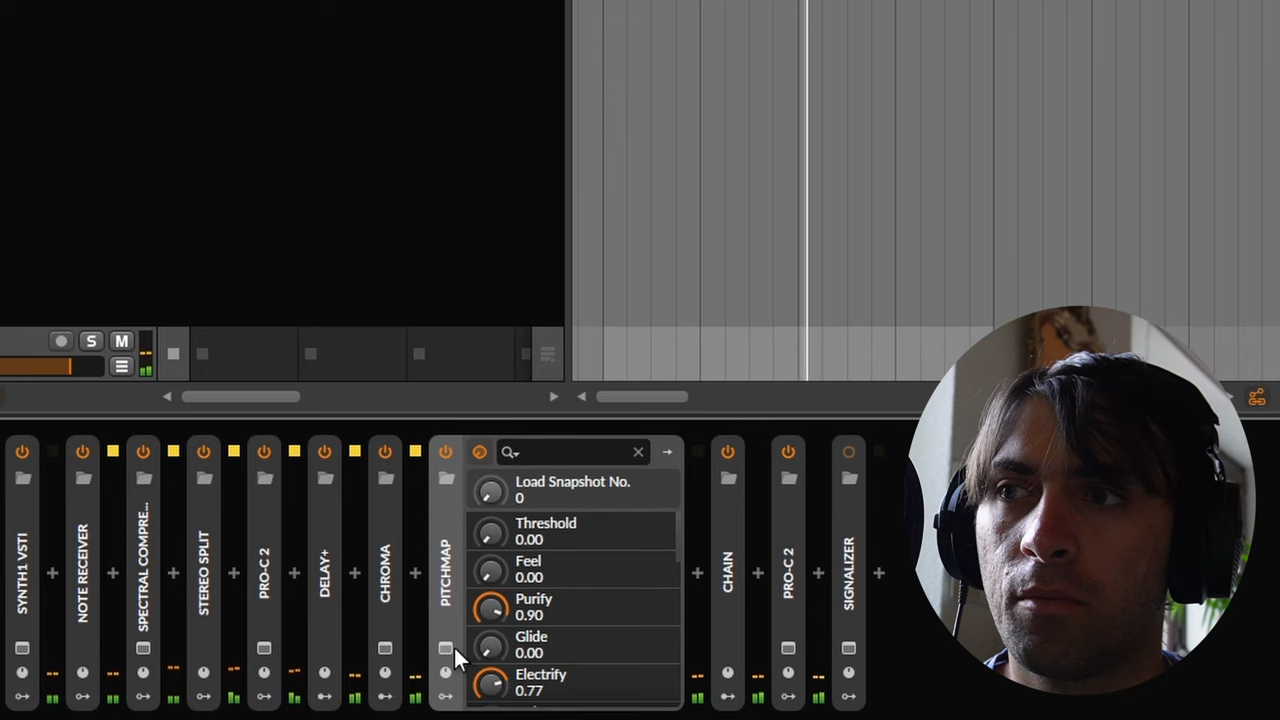 S M
SYNTH1 VSTI
NOTE RECEIVER
SPECTRAL COMPRE...
STEREO SPLIT
PRO-C 2
DELAY+
CHROMA
PITCHMAP
Load Snapshot No.
0
Threshold
0.00
Feel
0.00
Purify
0.90
Glide
0.00
Electrify
0.77
CHAIN
PRO-C 2
SIGNALIZER